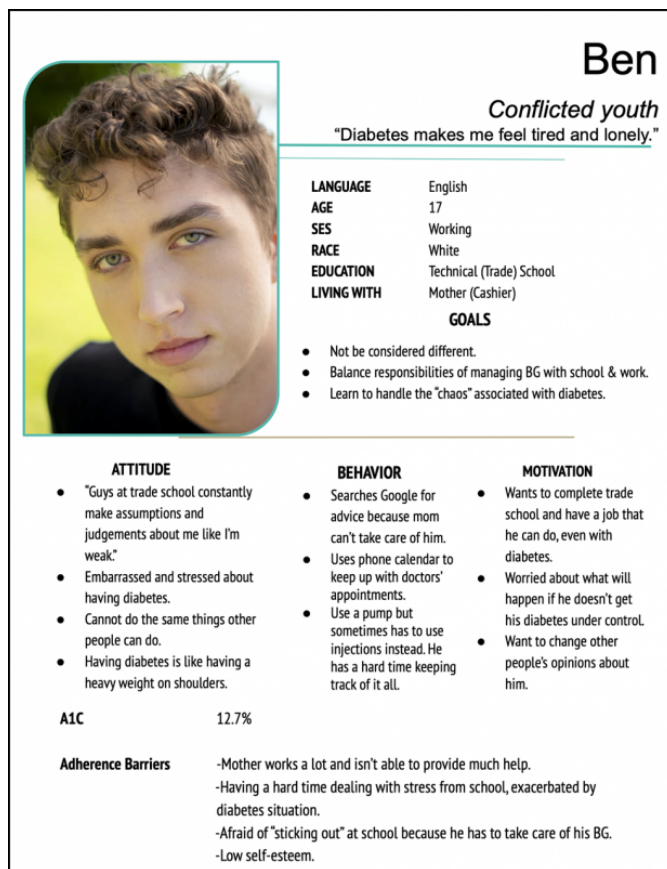 Ben
Conflicted youth
"Diabetes makes me feel tired and lonely."
LANGUAGE English
AGE 17
SES Working
RACE White
EDUCATION Technical (Trade) School
LIVING WITH Mother (Cashier)
GOALS
● Not be considered different.
● Balance responsibilities of managing BG with school & work.
● Learn to handle the "chaos" associated with diabetes.
ATTITUDE
● "Guys at trade school constantly
make assumptions and
judgements about me like I'm
weak."
● Embarrassed and stressed about
having diabetes.
● Cannot do the same things other
people can do.
● Having diabetes is like having a
heavy weight on shoulders.
BEHAVIOR
● Searches Google for
advice because mom
can't take care of him.
● Uses phone calendar to
keep up with doctors'
appointments.
● Use a pump but
sometimes has to use
injections instead. He
has a hard time keeping
track of it all.
MOTIVATION
● Wants to complete trade
school and have a job that
he can do, even with
diabetes.
● Worried about what will
happen if he doesn't get
his diabetes under control.
● Want to change other
people's opinions about
him.
A1C 12.7%
Adherence Barriers -Mother works a lot and isn't able to provide much help.
-Having a hard time dealing with stress from school, exacerbated by
diabetes situation.
-Afraid of "sticking out" at school because he has to take care of his BG.
-Low self-esteem.